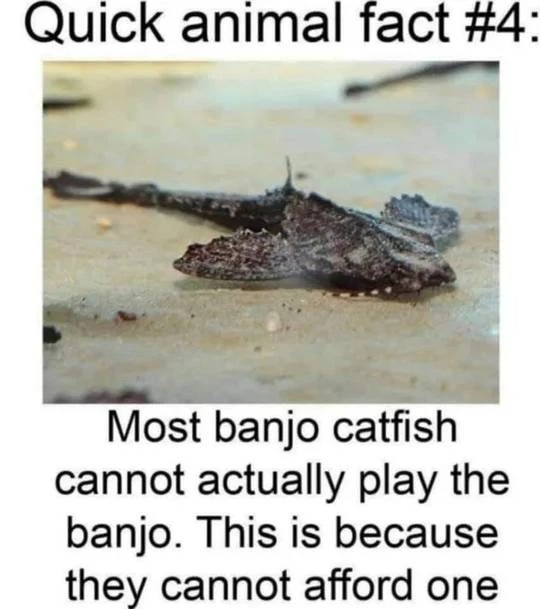 Quick animal fact #4:
Most banjo catfish
cannot actually play the
banjo. This is because
they cannot afford one